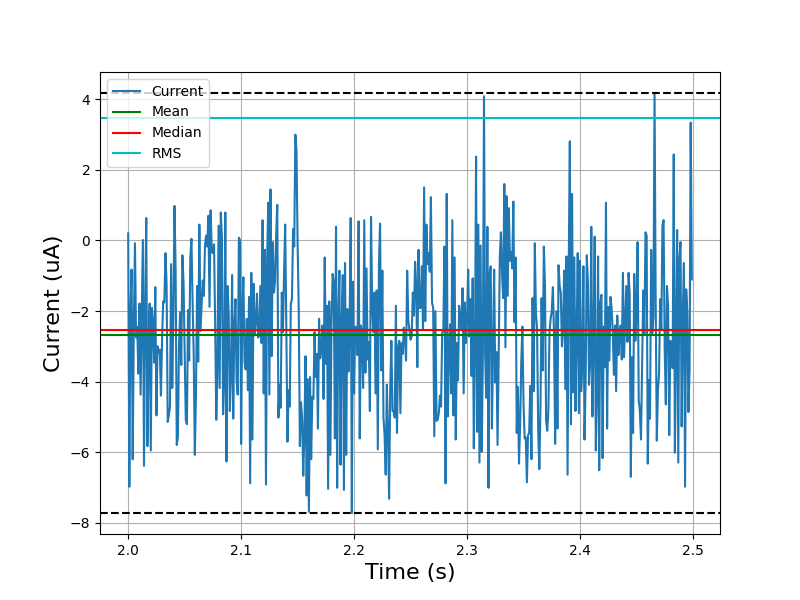 Current
Mean
Median
RMS
4
2
0
−2
−4
−6
−8
Current (uA)
2.0 2.1 2.2 2.3 2.4 2.5
Time (s)